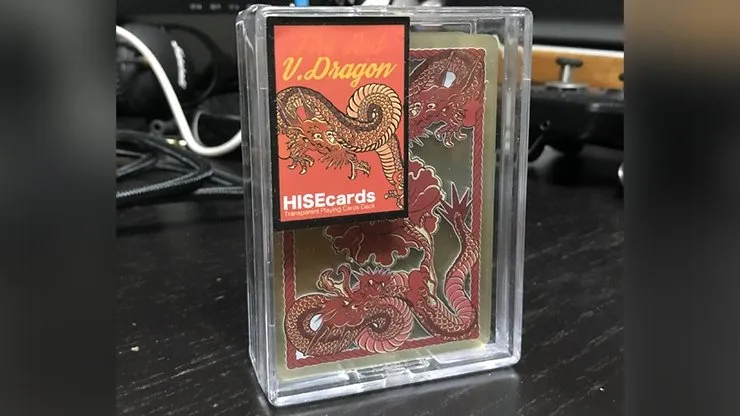 V.Dragon
HISEcards
Transparent Playing Cards Deck